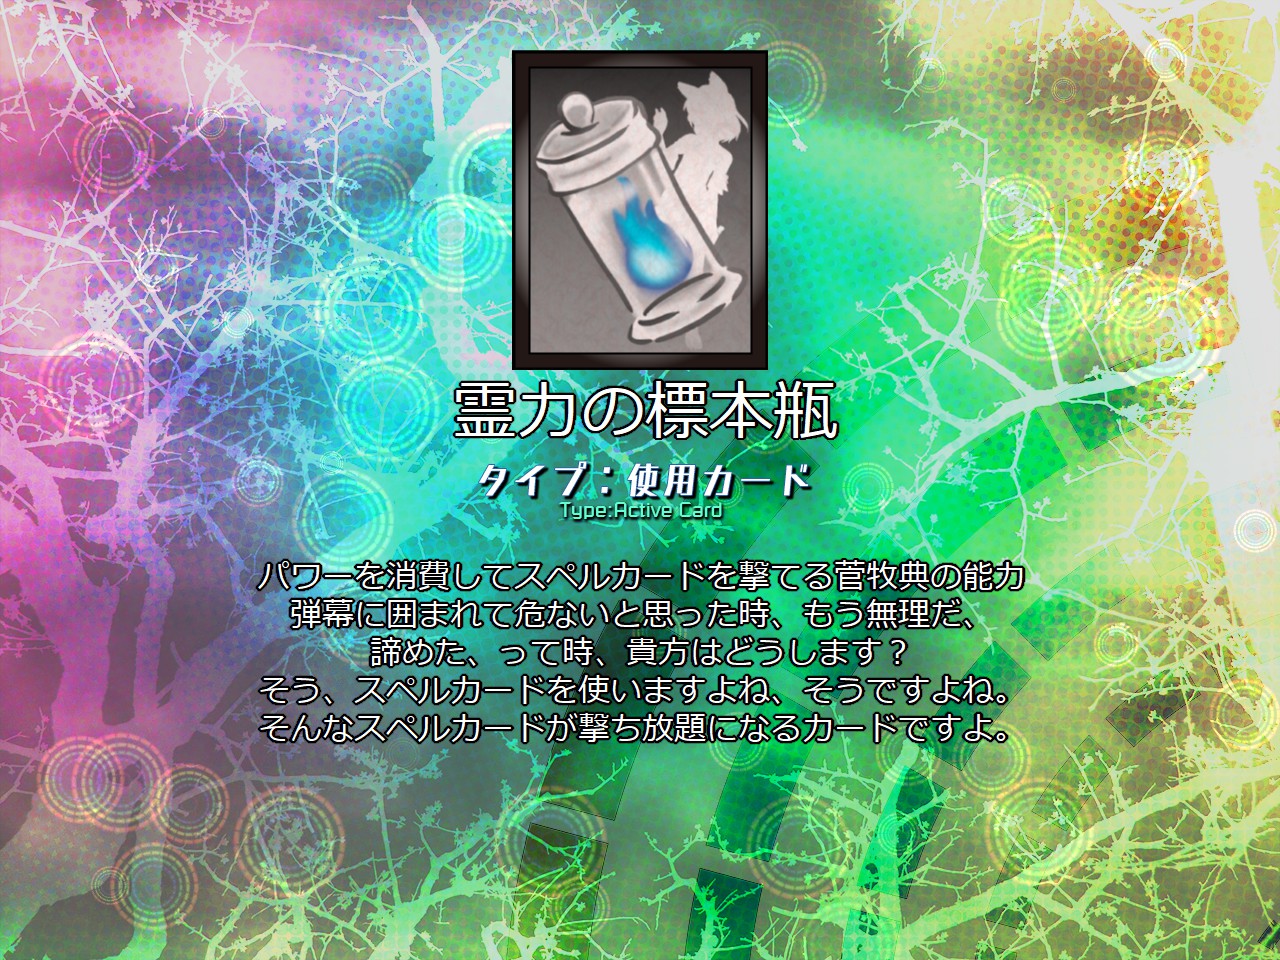 霊力の標本瓶
タイプ：使用カード
Type:Active Card
パワーを消費してスペルカードを撃てる菅牧典の能力
弾幕に囲まれて危ないと思った時、もう無理だ、
諦めた、って時、貴方はどうします？
そう、スペルカードを使いますよね、そうですよね。
そんなスペルカードが撃ち放題になるカードですよ。